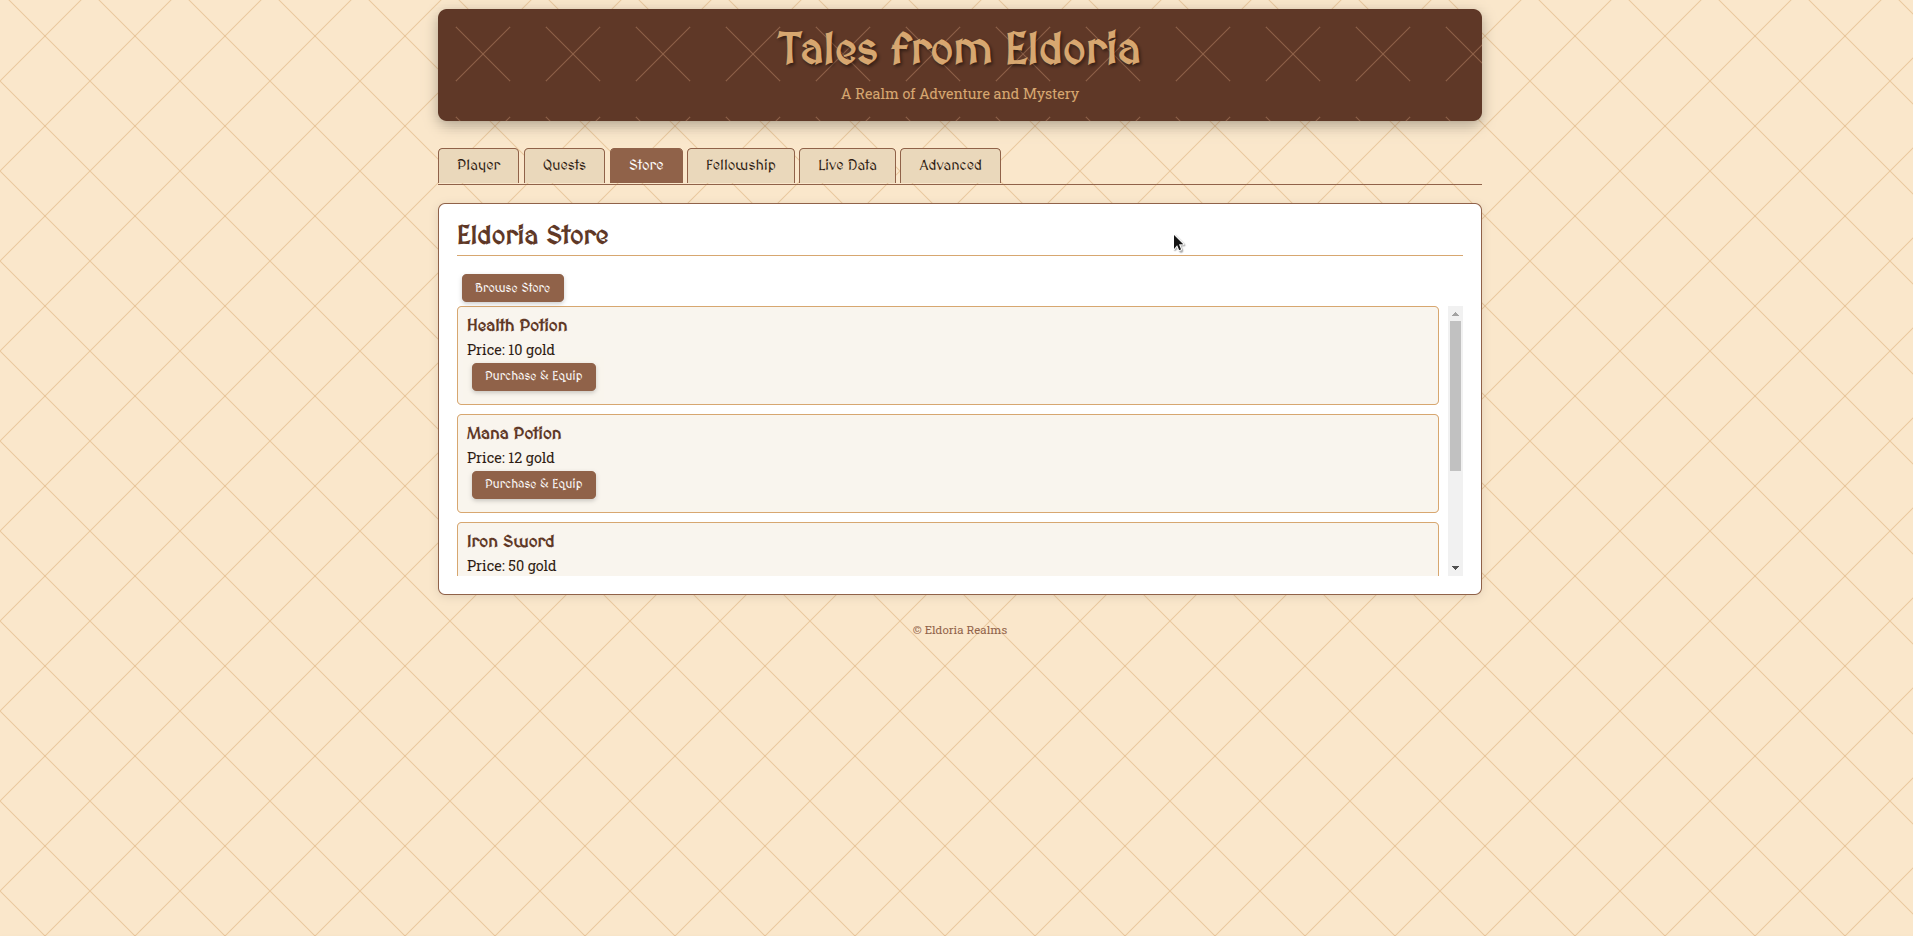 Tales from Eldoria
A Realm of Adventure and Mystery
Player
Quests
Store
Fellowship
Live Data
Advanced
Eldoria Store
Browse Store
Health Potion
Price: 10 gold
Purchase & Equip
Mana Potion
Price: 12 gold
Purchase & Equip
Iron Sword
Price: 50 gold
© Eldoria Realms